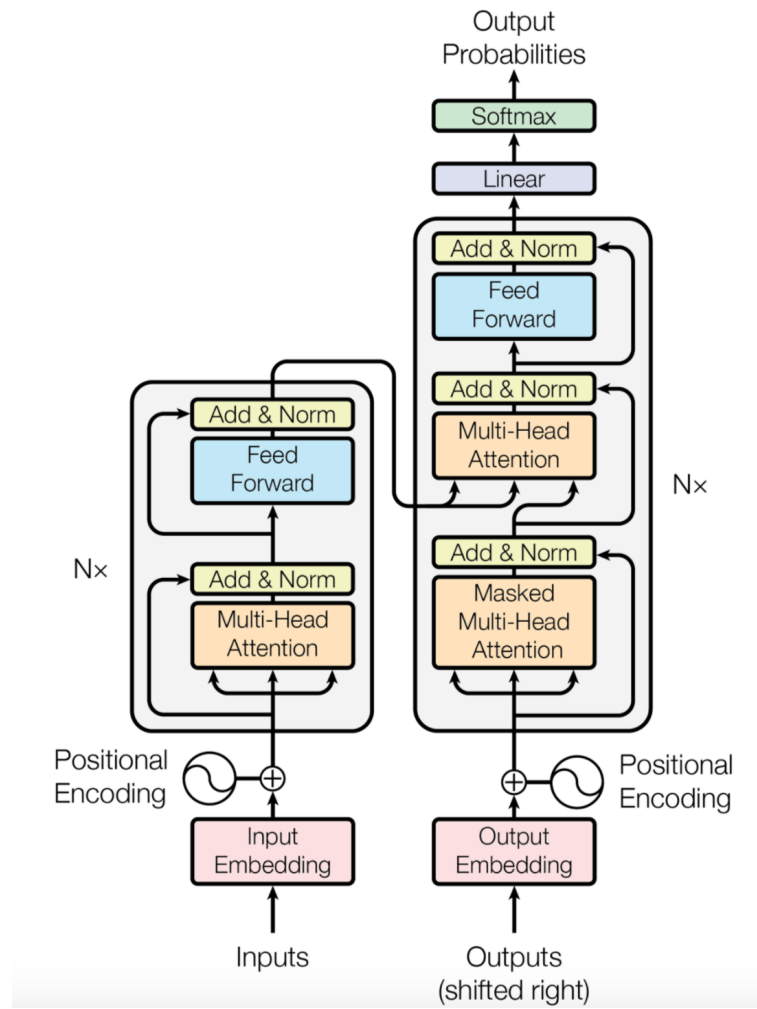 Output
Probabilities
Softmax
Linear
Add & Norm
Feed
Forward
Add & Norm
Multi-Head
Attention
Add & Norm
Masked
Multi-Head
Attention
N×
Add & Norm
Feed
Forward
Add & Norm
Multi-Head
Attention
N×
Positional
Encoding
Positional
Encoding
Input
Embedding
Output
Embedding
Inputs
Outputs
(shifted right)